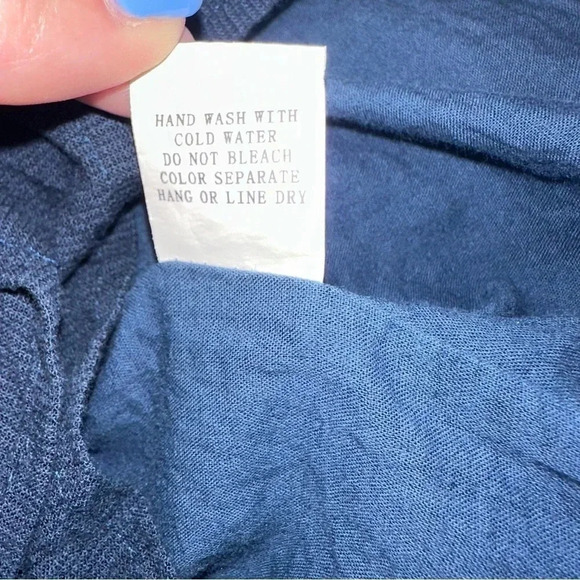 HAND WASH WITH
COLD WATER
DO NOT BLEACH
COLOR SEPARATE
HANG OR LINE DRY